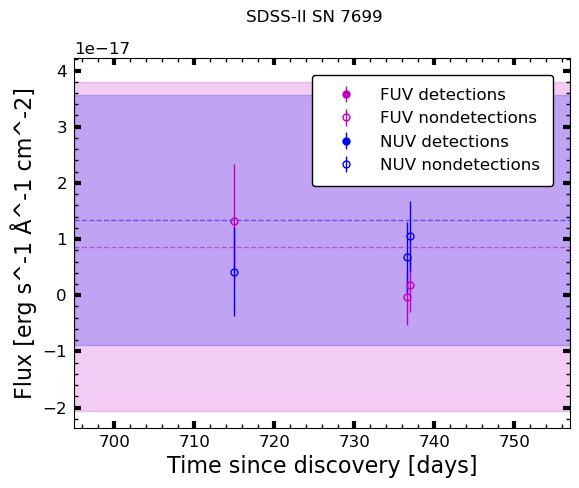 SDSS-II SN 7699
1e−17
FUV detections
FUV nondetections
NUV detections
NUV nondetections
4
3
2
1
0
−1
−2
Flux [erg s^-1 Å^-1 cm^-2]
700 710 720 730 740 750
Time since discovery [days]